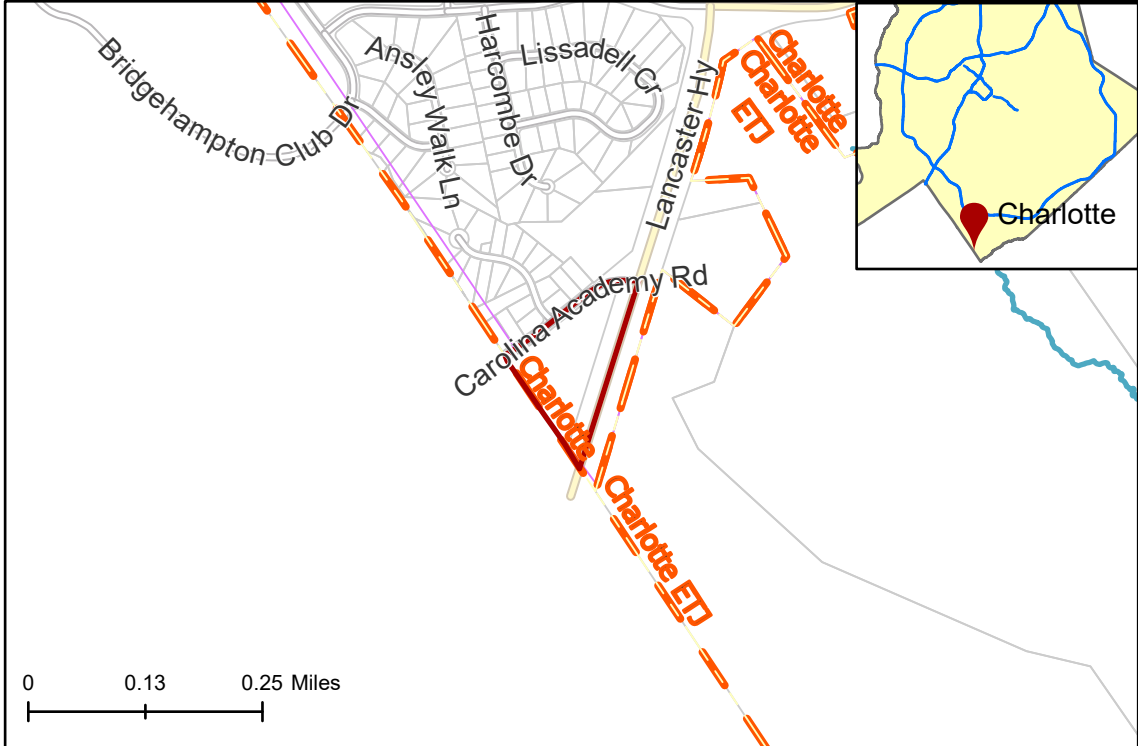 Bridgehampton Club Dr
Ansley Walk Ln
Harcombe Dr
Lissadell Cr
Lancaster Hy
Charlotte
Charlotte
ETJ
Charlotte
Carolina Academy Rd
Charlotte
Charlotte ETJ
0 0.13 0.25 Miles